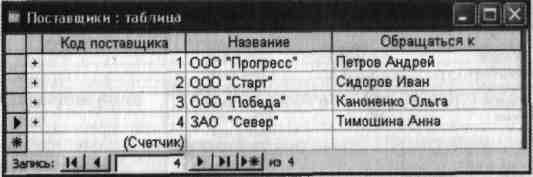 Поставщики : таблица
Код поставщика Название Обращаться к
+ 1 ООО "Прогресс" Петров Андрей
+ 2 ООО "Старт" Сидоров Иван
+ 3 ООО "Победа" Каноненко Ольга
+ 4 ЗАО "Север" Тимошина Анна
(Счетчик)
Запись: 4 из 4